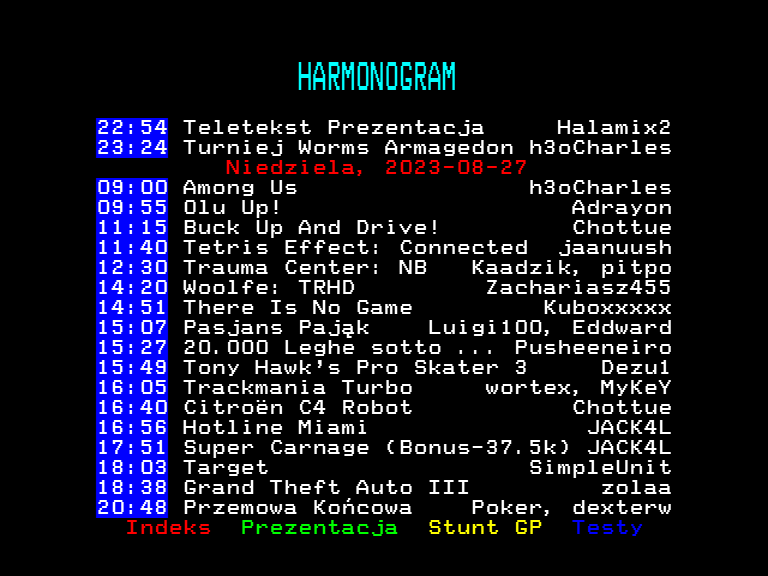 HARMONOGRAM
22:54 Teletekst Prezentacja Halamix2
23:24 Turniej Worms Armagedon h3oCharles
Niedziela, 2023-08-27
09:00 Among Us h3oCharles
09:55 Olu Up! Adrayon
11:15 Buck Up And Drive! Chottue
11:40 Tetris Effect: Connected jaanuush
12:30 Trauma Center: NB Kaadzik, pitpo
14:20 Woolfe: TRHD Zachariasz455
14:51 There Is No Game Kuboxxxxx
15:07 Pasjans Pająk Luigi100, Eddward
15:27 20.000 Leghe sotto ... Pusheeneiro
15:49 Tony Hawk's Pro Skater 3 Dezu1
16:05 Trackmania Turbo wortex, MyKeY
16:40 Citroën C4 Robot Chottue
16:56 Hotline Miami JACK4L
17:51 Super Carnage (Bonus-37.5k) JACK4L
18:03 Target SimpleUnit
18:38 Grand Theft Auto III zolaa
20:48 Przemowa Końcowa Poker, dexterw
Indeks Prezentacja Stunt GP Testy